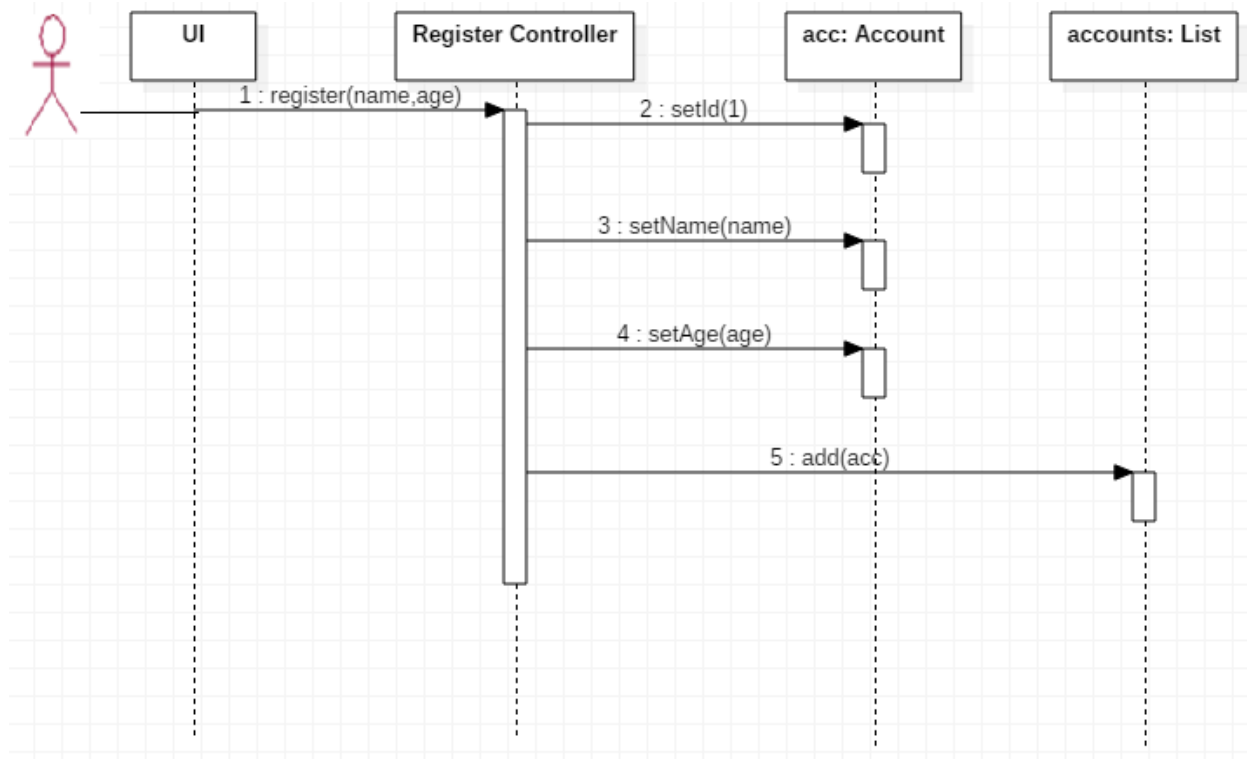 UI
Register Controller
acc: Account
accounts: List
1 : register(name,age)
2 : setId(1)
3 : setName(name)
4 : setAge(age)
5 : add(acc)